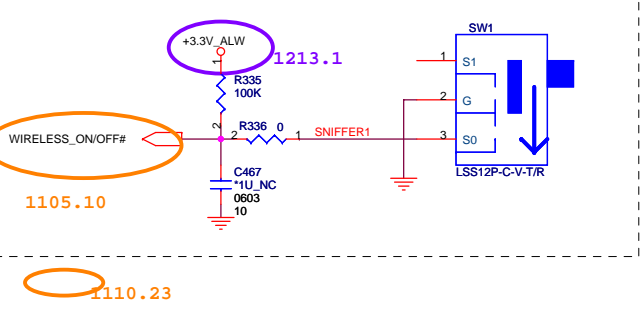 SW1
+3.3V_ALW
1213.1
1
1
S1
R335
100K
2
G
2
R336 0
2
1
SNIFFER1
3
S0
WIRELESS_ON/OFF#
C467
*1U_NC
0603
10
LSS12P-C-V-T/R
1105.10
1110.23